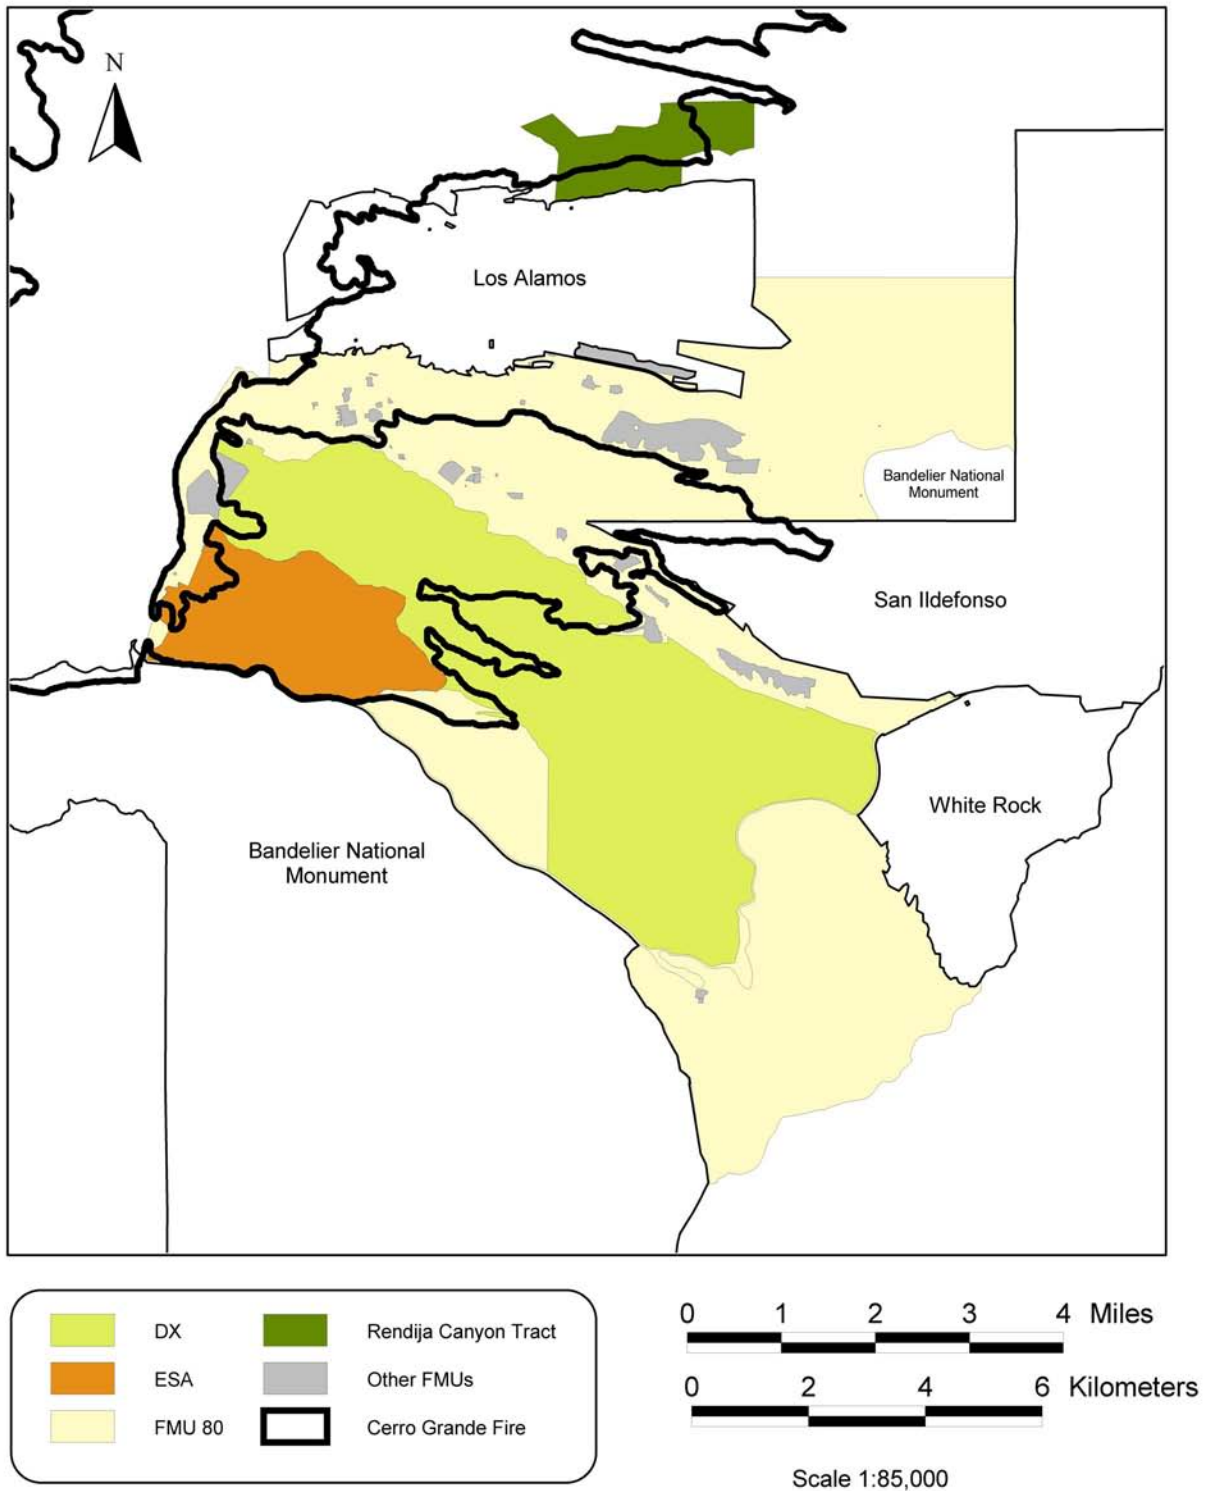 N
Los Alamos
Bandelier National
Monument
San Ildefonso
White Rock
Bandelier National
Monument
DX
ESA
FMU 80
Rendija Canyon Tract
Other FMUs
Cerro Grande Fire
0 1 2 3 4 Miles
0 2 4 6 Kilometers
Scale 1:85,000